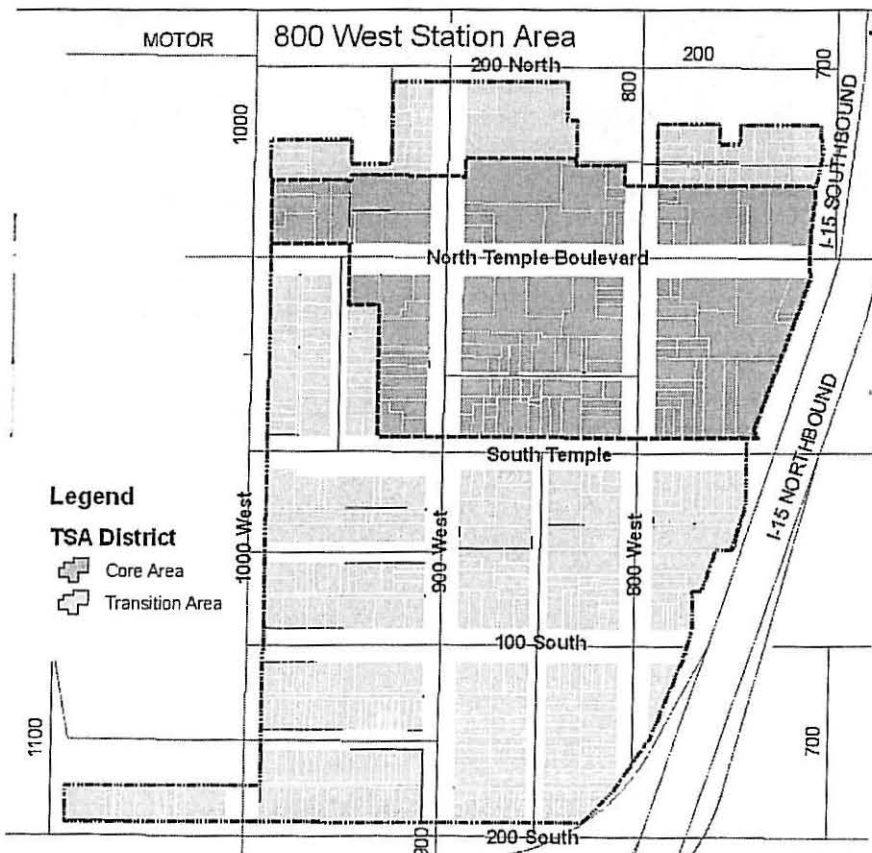 MOTOR
800 West Station Area
200 North
200
700
800
1000
I-15 SOUTHBOUND
North Temple Boulevard
South Temple
I-15 NORTHBOUND
Legend
TSA District
Core Area
Transition Area
1000 West
900 West
800 West
100 South
1100
700
200 South